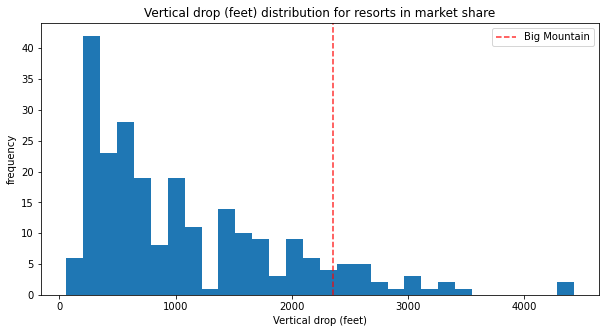 Vertical drop (feet) distribution for resorts in market share
Big Mountain
40
35
30
25
20
15
10
5
0
frequency
0 1000 2000 3000 4000
Vertical drop (feet)